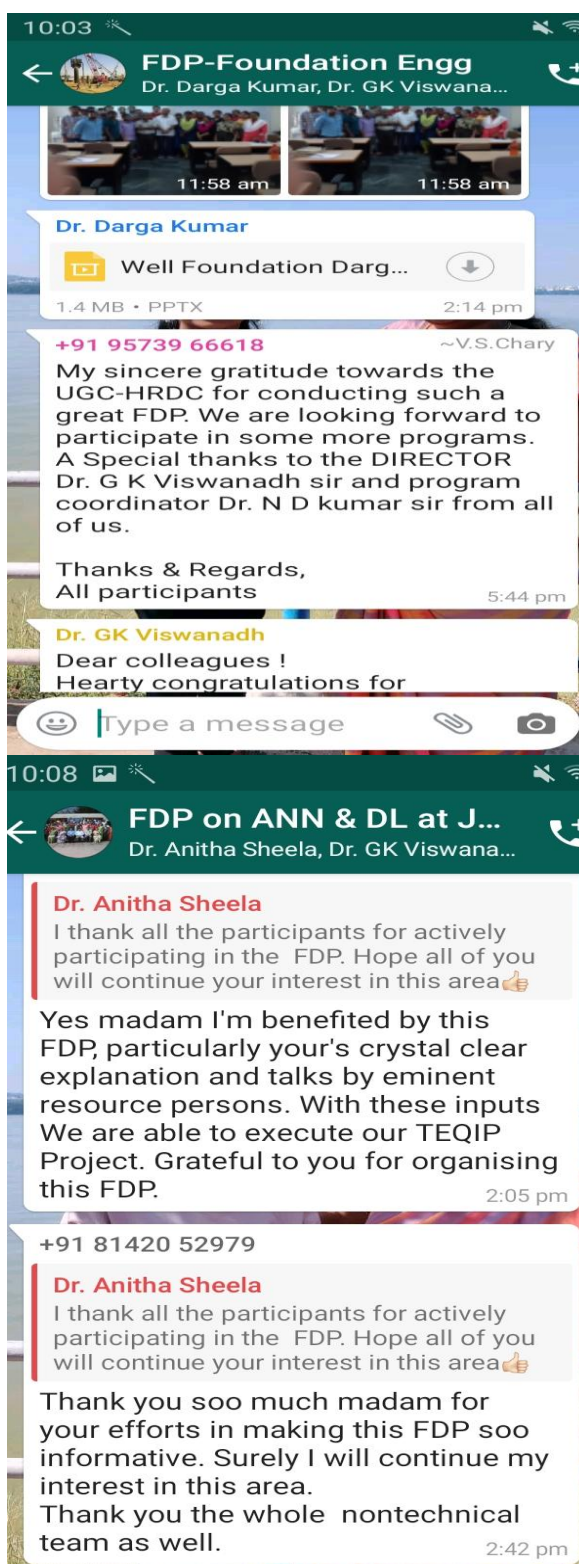 10:03
FDP-Foundation Engg
Dr. Darga Kumar, Dr. GK Viswana...
11:58 am
11:58 am
Dr. Darga Kumar
Well Foundation Darg...
1.4 MB • PPTX
2:14 pm
+91 95739 66618
~V.S.Chary
My sincere gratitude towards the
UGC-HRDC for conducting such a
great FDP. We are looking forward to
participate in some more programs.
A Special thanks to the DIRECTOR
Dr. G K Viswanadh sir and program
coordinator Dr. N D kumar sir from all
of us.
Thanks & Regards,
All participants
5:44 pm
Dr. GK Viswanadh
Dear colleagues !
Hearty congratulations for
Type a message
10:08
FDP on ANN & DL at J...
Dr. Anitha Sheela, Dr. GK Viswana...
Dr. Anitha Sheela
I thank all the participants for actively
participating in the  FDP. Hope all of you
will continue your interest in this area👍🏻
Yes madam I'm benefited by this
FDP, particularly your's crystal clear
explanation and talks by eminent
resource persons. With these inputs
We are able to execute our TEQIP
Project. Grateful to you for organising
this FDP.
2:05 pm
+91 81420 52979
Dr. Anitha Sheela
I thank all the participants for actively
participating in the  FDP. Hope all of you
will continue your interest in this area👍🏻
Thank you soo much madam for
your efforts in making this FDP soo
informative. Surely I will continue my
interest in this area.
Thank you the whole  nontechnical
team as well.
2:42 pm